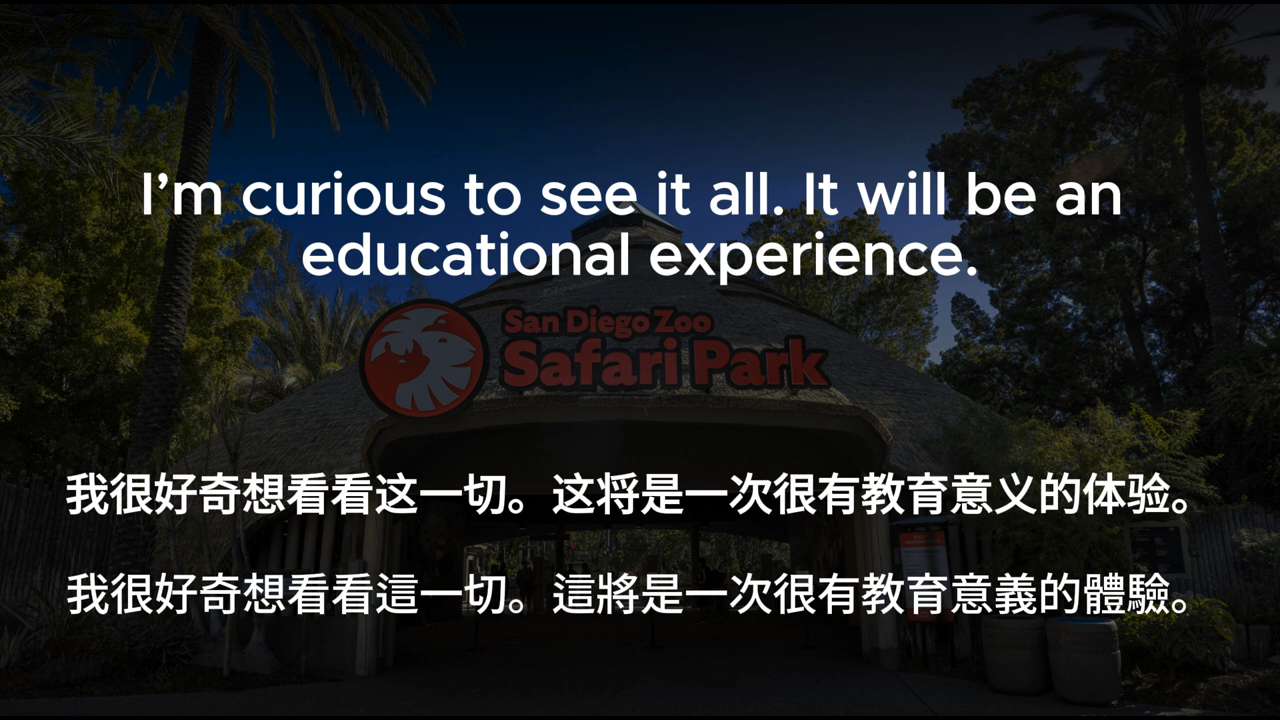 I’m curious to see it all. It will be an
educational experience.
San Diego Zoo
Safari Park
我很好奇想看看这一切。这将是一次很有教育意义的体验。
我很好奇想看看這一切。這將是一次很有教育意義的體驗。